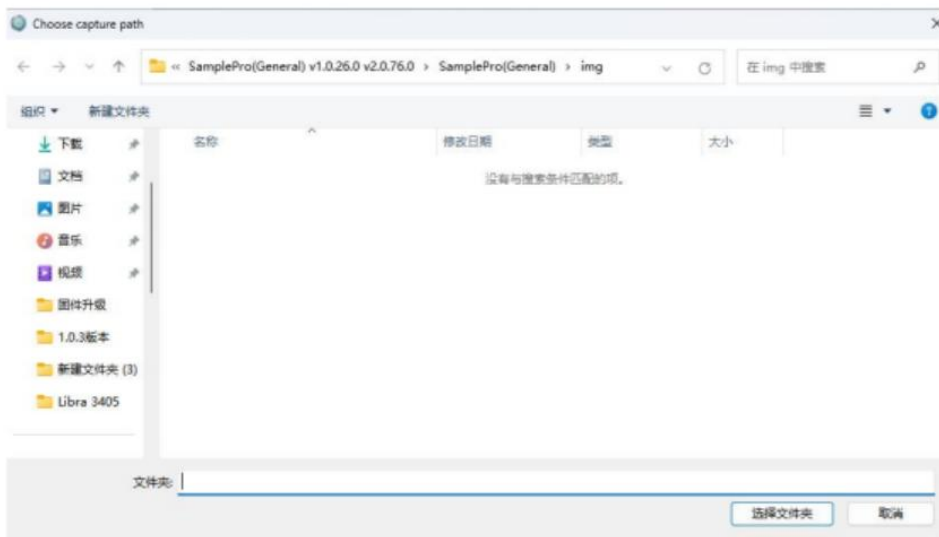 Choose capture path
« SamplePro(General) v1.0.26.0 v2.0.76.0 › SamplePro(General) › img
在 img 中搜索
组织 新建文件夹
名称 修改日期 类型 大小
没有与搜索条件匹配的项。
下载
文档
图片
音乐
视频
固件升级
1.0.3版本
新建文件夹 (3)
Libra 3405
文件夹:
选择文件夹 取消